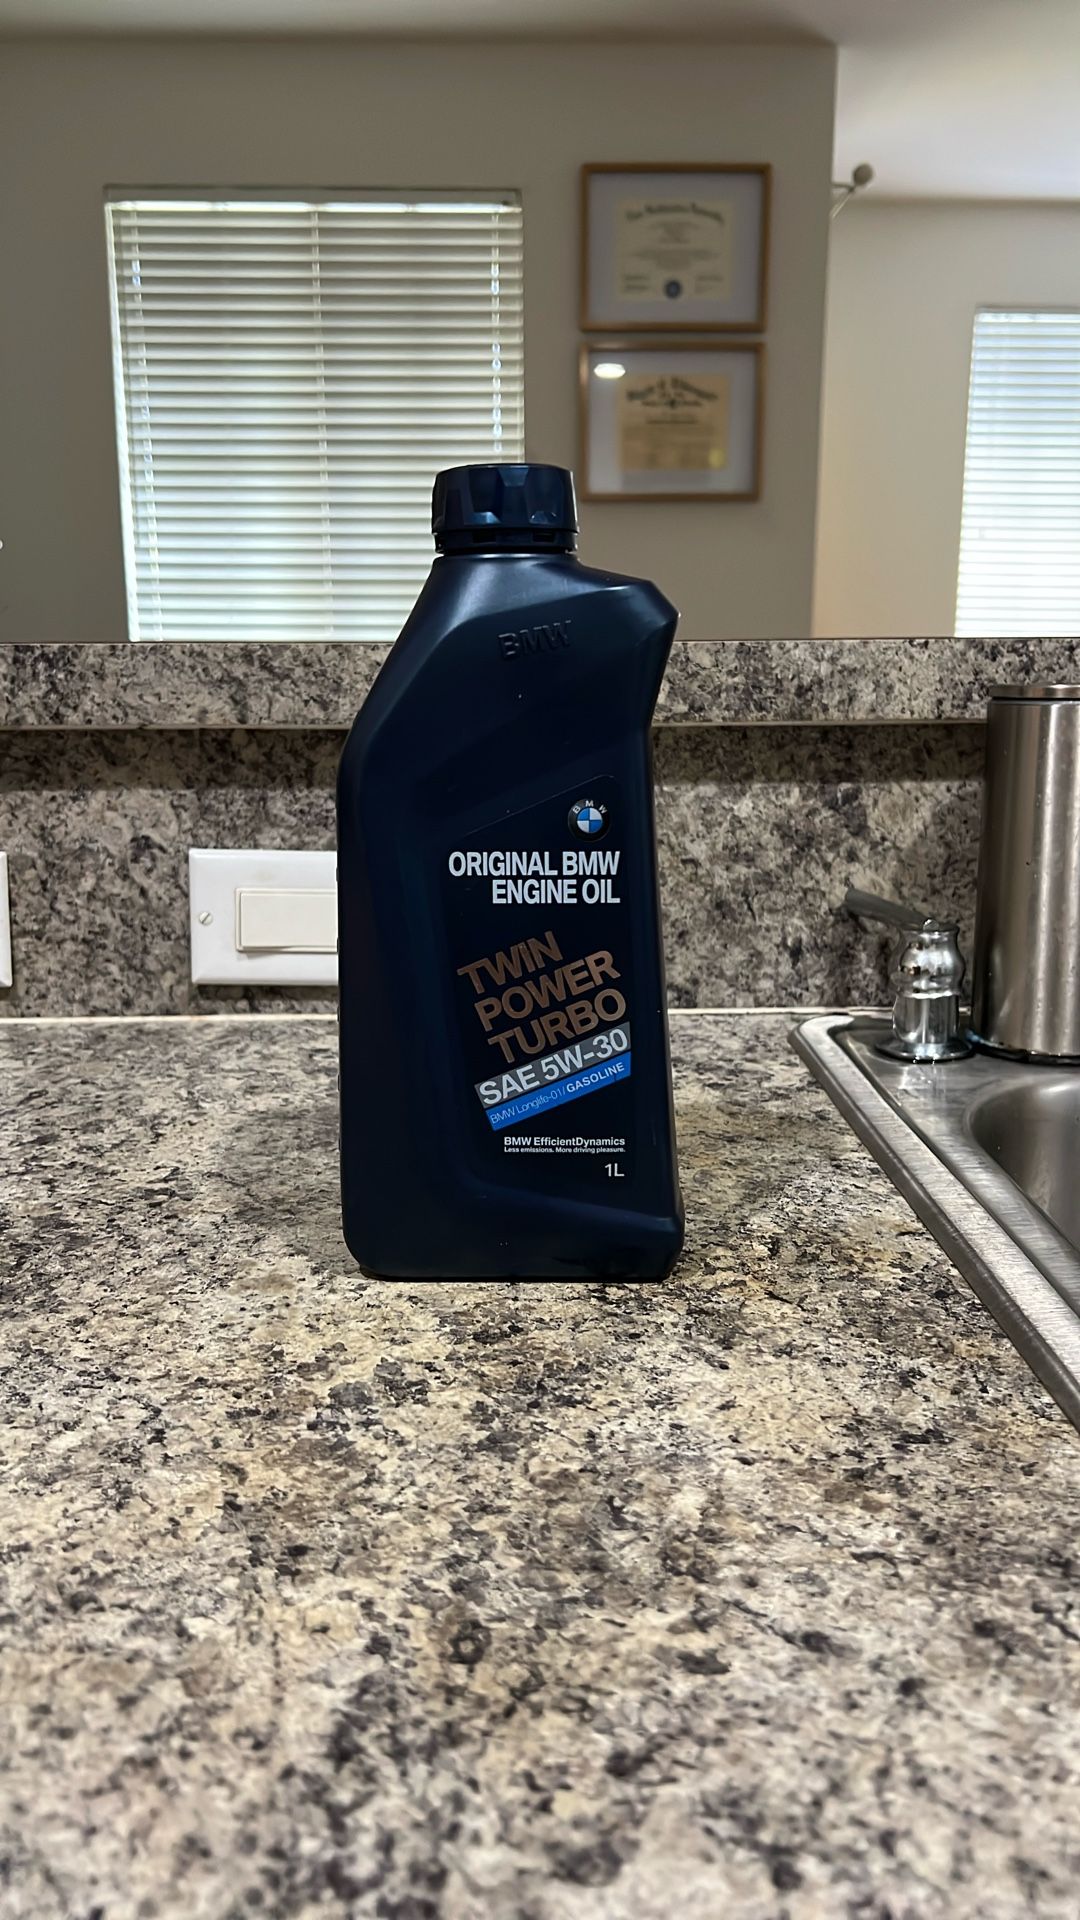 BMW
BMW
ORIGINAL BMW
ENGINE OIL
TWIN
POWER
TURBO
SAE 5W-30
BMW Longlife-01/GASOLINE
BMW EfficientDynamics
Less emissions. More driving pleasure.
1L